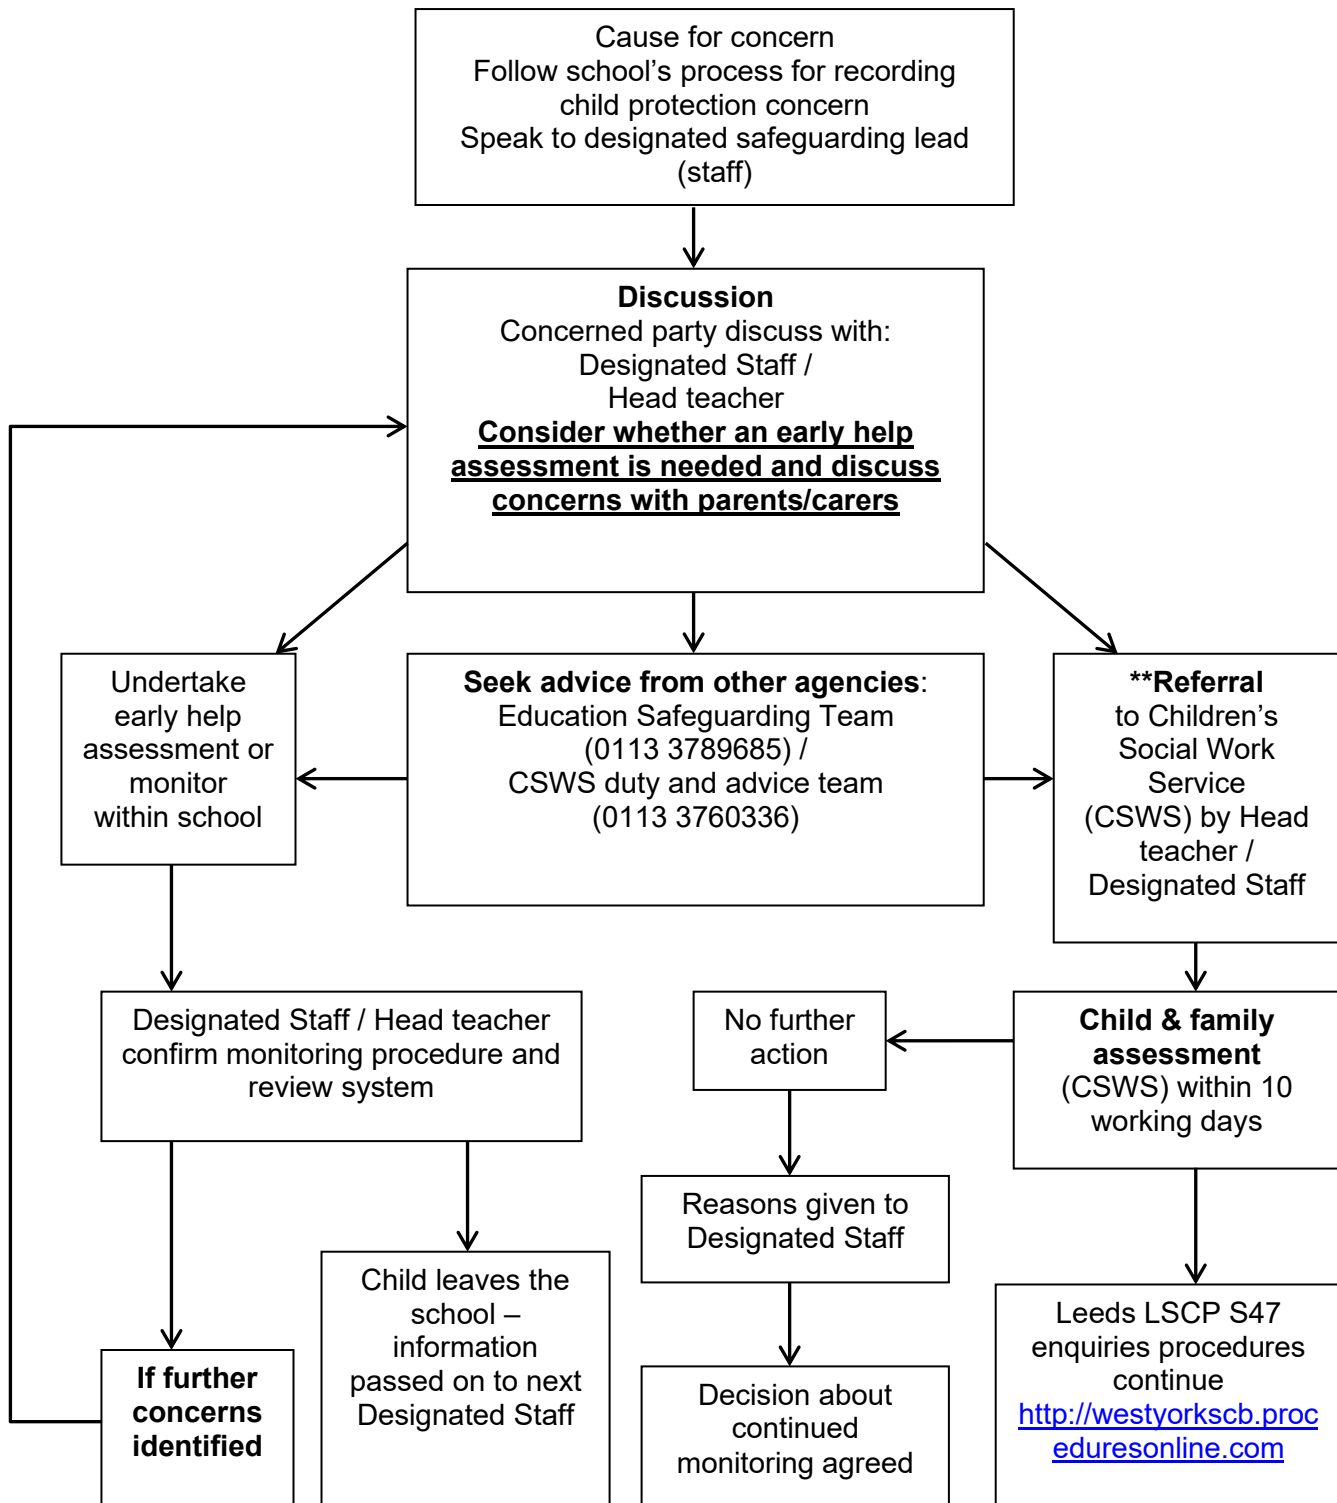 Cause for concern
Follow school’s process for recording
child protection concern
Speak to designated safeguarding lead
(staff)
Discussion
Concerned party discuss with:
Designated Staff /
Head teacher
Consider whether an early help
assessment is needed and discuss
concerns with parents/carers
Undertake
early help
assessment or
monitor
within school
Seek advice from other agencies:
Education Safeguarding Team
(0113 3789685) /
CSWS duty and advice team
(0113 3760336)
**Referral
to Children’s
Social Work
Service
(CSWS) by Head
teacher /
Designated Staff
Designated Staff / Head teacher
confirm monitoring procedure and
review system
No further
action
Child & family
assessment
(CSWS) within 10
working days
Reasons given to
Designated Staff
If further
concerns
identified
Child leaves the
school –
information
passed on to next
Designated Staff
Decision about
continued
monitoring agreed
Leeds LSCP S47
enquiries procedures
continue
http://westyorkscb.proc
eduresonline.com